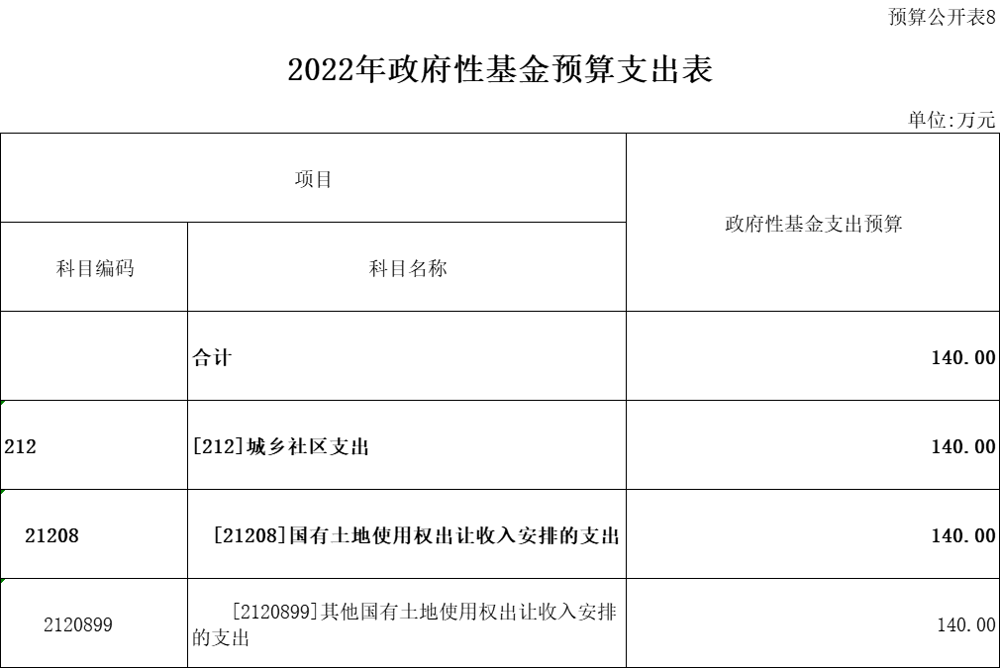 预算公开表8
2022年政府性基金预算支出表
单位:万元
项目
政府性基金支出预算
科目编码
科目名称
合计
140.00
212
[212]城乡社区支出
140.00
21208
[21208]国有土地使用权出让收入安排的支出
140.00
2120899
[2120899]其他国有土地使用权出让收入安排
的支出
140.00